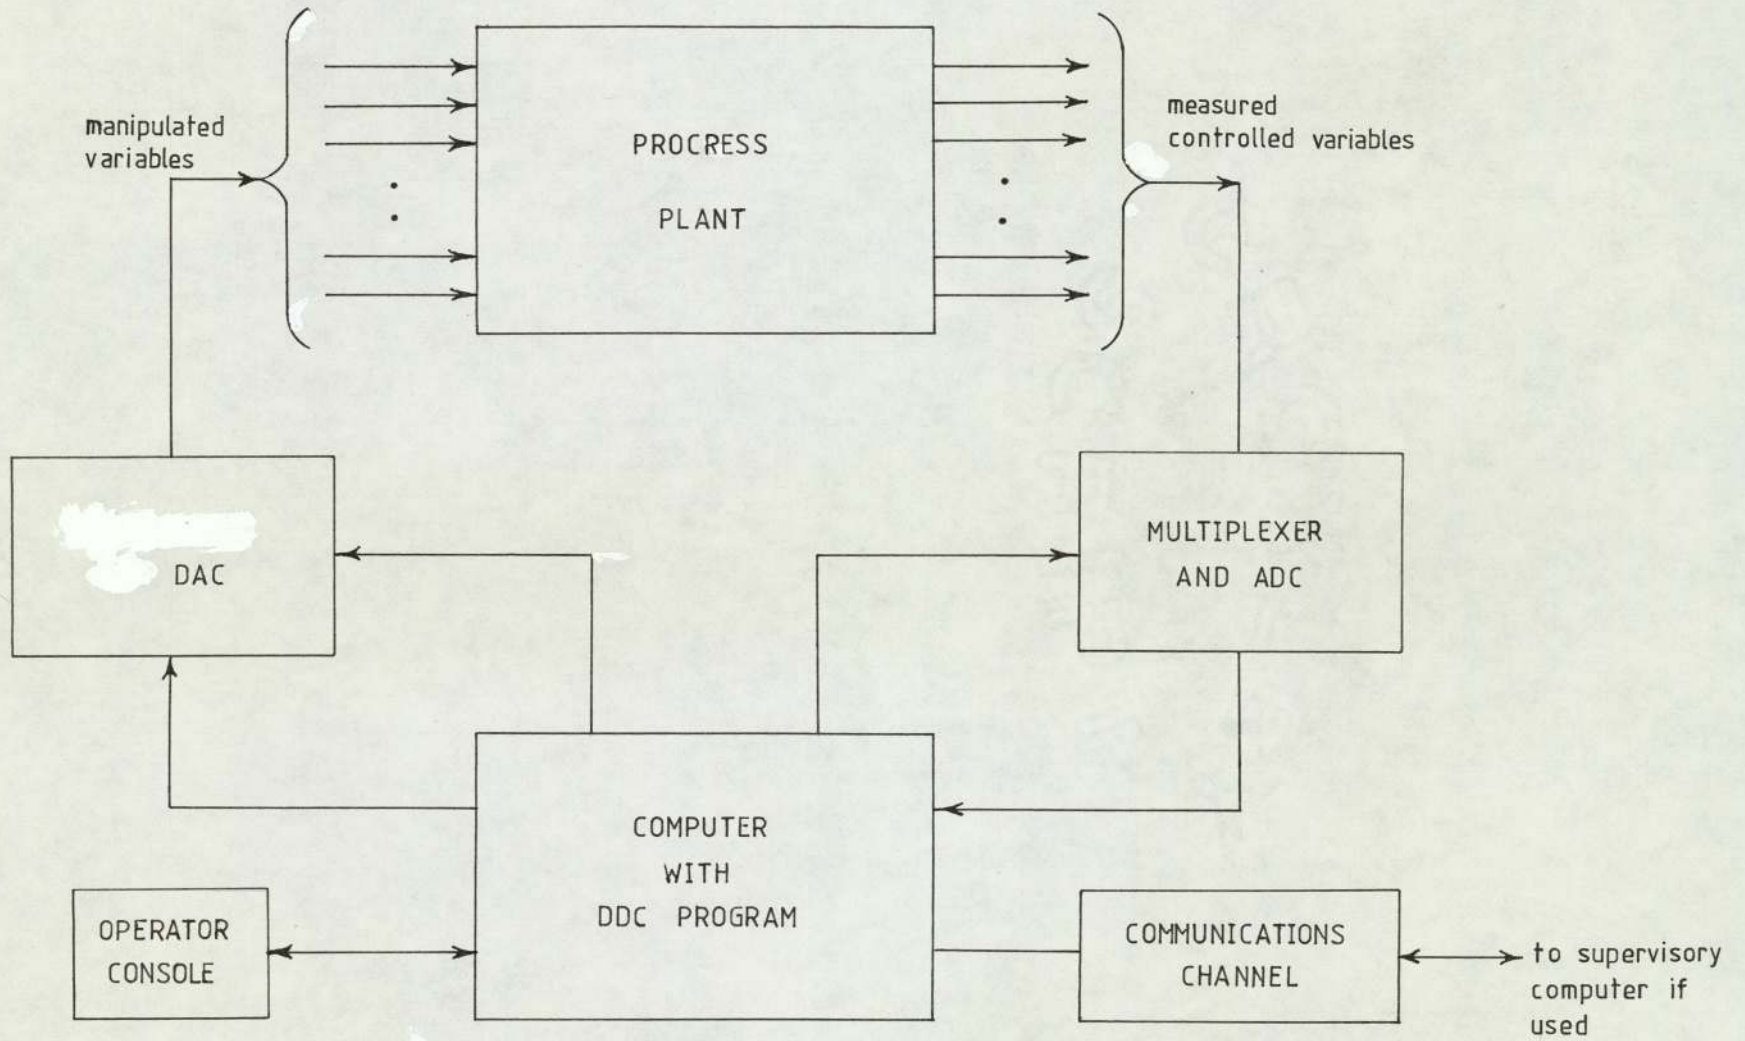 manipulated
variables
PROCRESS
PLANT
measured
controlled variables
DAC
MULTIPLEXER
AND ADC
COMPUTER
WITH
DDC PROGRAM
OPERATOR
CONSOLE
COMMUNICATIONS
CHANNEL
to supervisory
computer if
used